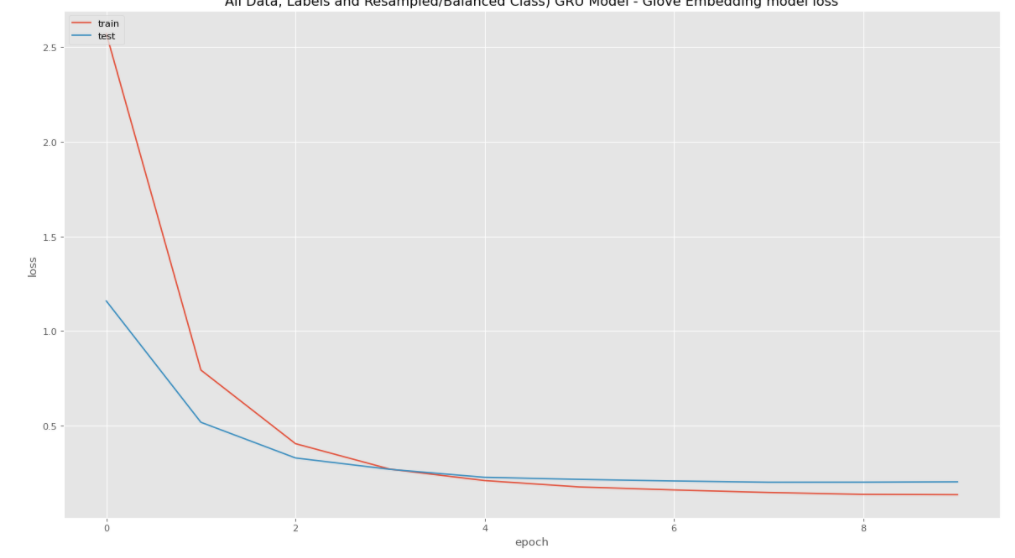 All Data, Labels and Resampled/Balanced Class) GRU Model - Glove Embedding model loss
train
test
2.5
2.0
1.5
1.0
0.5
loss
0 2 4 6 8
epoch